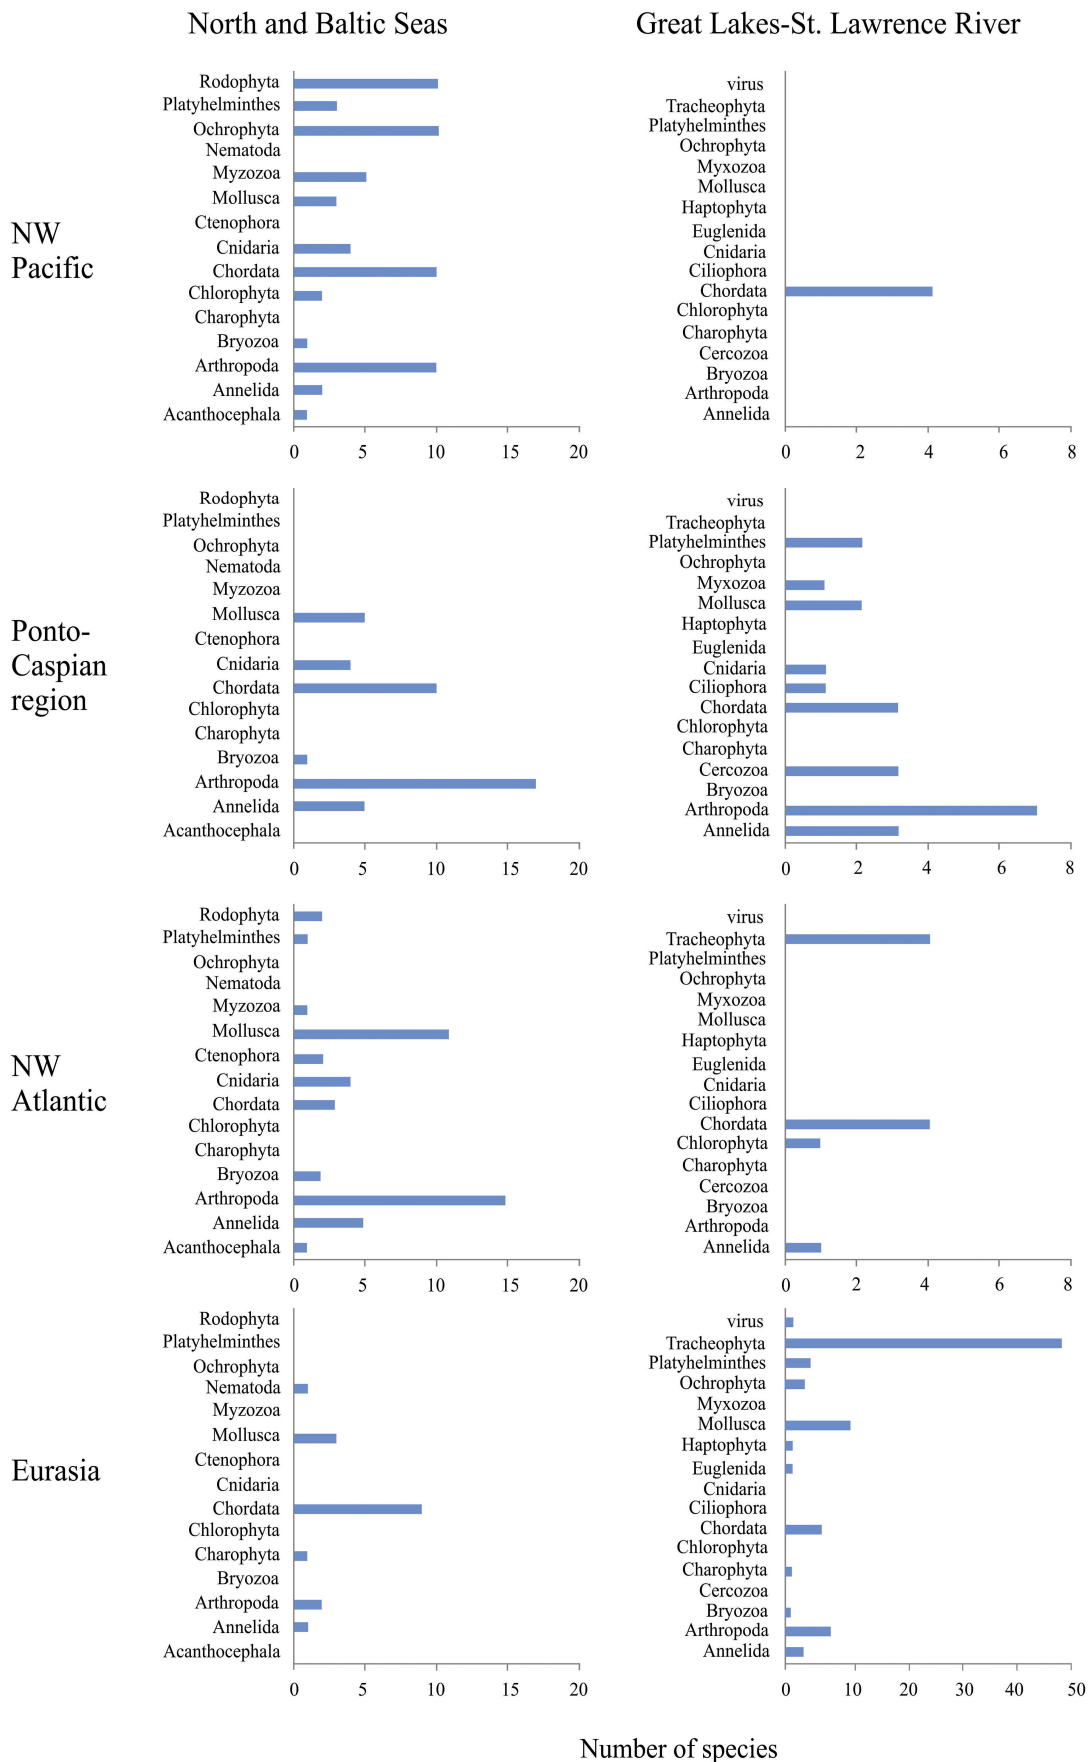 North and Baltic Seas
Great Lakes-St. Lawrence River
NW
Pacific
Rodophyta
Platyhelminthes
Ochrophyta
Nematoda
Myzozoa
Mollusca
Ctenophora
Cnidaria
Chordata
Chlorophyta
Charophyta
Bryozoa
Arthropoda
Annelida
Acanthocephala
0 5 10 15 20
virus
Tracheophyta
Platyhelminthes
Ochrophyta
Myxozoa
Mollusca
Haptophyta
Euglenida
Cnidaria
Ciliophora
Chordata
Chlorophyta
Charophyta
Cercozoa
Bryozoa
Arthropoda
Annelida
0 2 4 6 8
Ponto-
Caspian
region
Rodophyta
Platyhelminthes
Ochrophyta
Nematoda
Myzozoa
Mollusca
Ctenophora
Cnidaria
Chordata
Chlorophyta
Charophyta
Bryozoa
Arthropoda
Annelida
Acanthocephala
0 5 10 15 20
virus
Tracheophyta
Platyhelminthes
Ochrophyta
Myxozoa
Mollusca
Haptophyta
Euglenida
Cnidaria
Ciliophora
Chordata
Chlorophyta
Charophyta
Cercozoa
Bryozoa
Arthropoda
Annelida
0 2 4 6 8
NW
Atlantic
Rodophyta
Platyhelminthes
Ochrophyta
Nematoda
Myzozoa
Mollusca
Ctenophora
Cnidaria
Chordata
Chlorophyta
Charophyta
Bryozoa
Arthropoda
Annelida
Acanthocephala
0 5 10 15 20
virus
Tracheophyta
Platyhelminthes
Ochrophyta
Myxozoa
Mollusca
Haptophyta
Euglenida
Cnidaria
Ciliophora
Chordata
Chlorophyta
Charophyta
Cercozoa
Bryozoa
Arthropoda
Annelida
0 2 4 6 8
Eurasia
Rodophyta
Platyhelminthes
Ochrophyta
Nematoda
Myzozoa
Mollusca
Ctenophora
Cnidaria
Chordata
Chlorophyta
Charophyta
Bryozoa
Arthropoda
Annelida
Acanthocephala
0 5 10 15 20
virus
Tracheophyta
Platyhelminthes
Ochrophyta
Myxozoa
Mollusca
Haptophyta
Euglenida
Cnidaria
Ciliophora
Chordata
Chlorophyta
Charophyta
Cercozoa
Bryozoa
Arthropoda
Annelida
0 10 20 30 40 50
Number of species